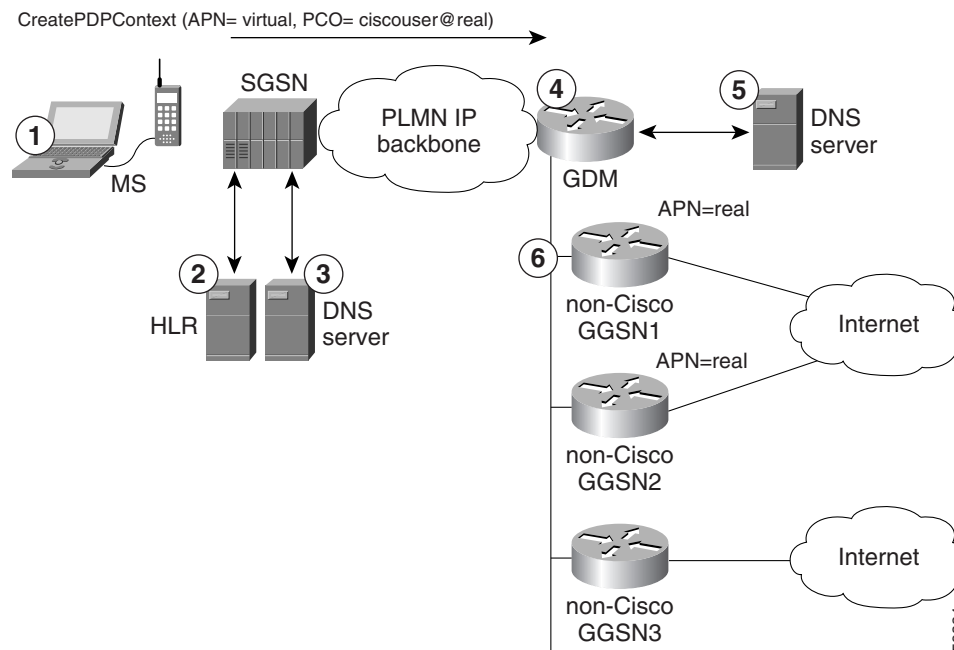 CreatePDPContext (APN= virtual, PCO= ciscouser@real)
SGSN
PLMN IP
backbone
4
5
DNS
server
1
MS
GDM
APN=real
2
3
HLR
DNS
server
6
non-Cisco
GGSN1
Internet
APN=real
non-Cisco
GGSN2
non-Cisco
GGSN3
Internet